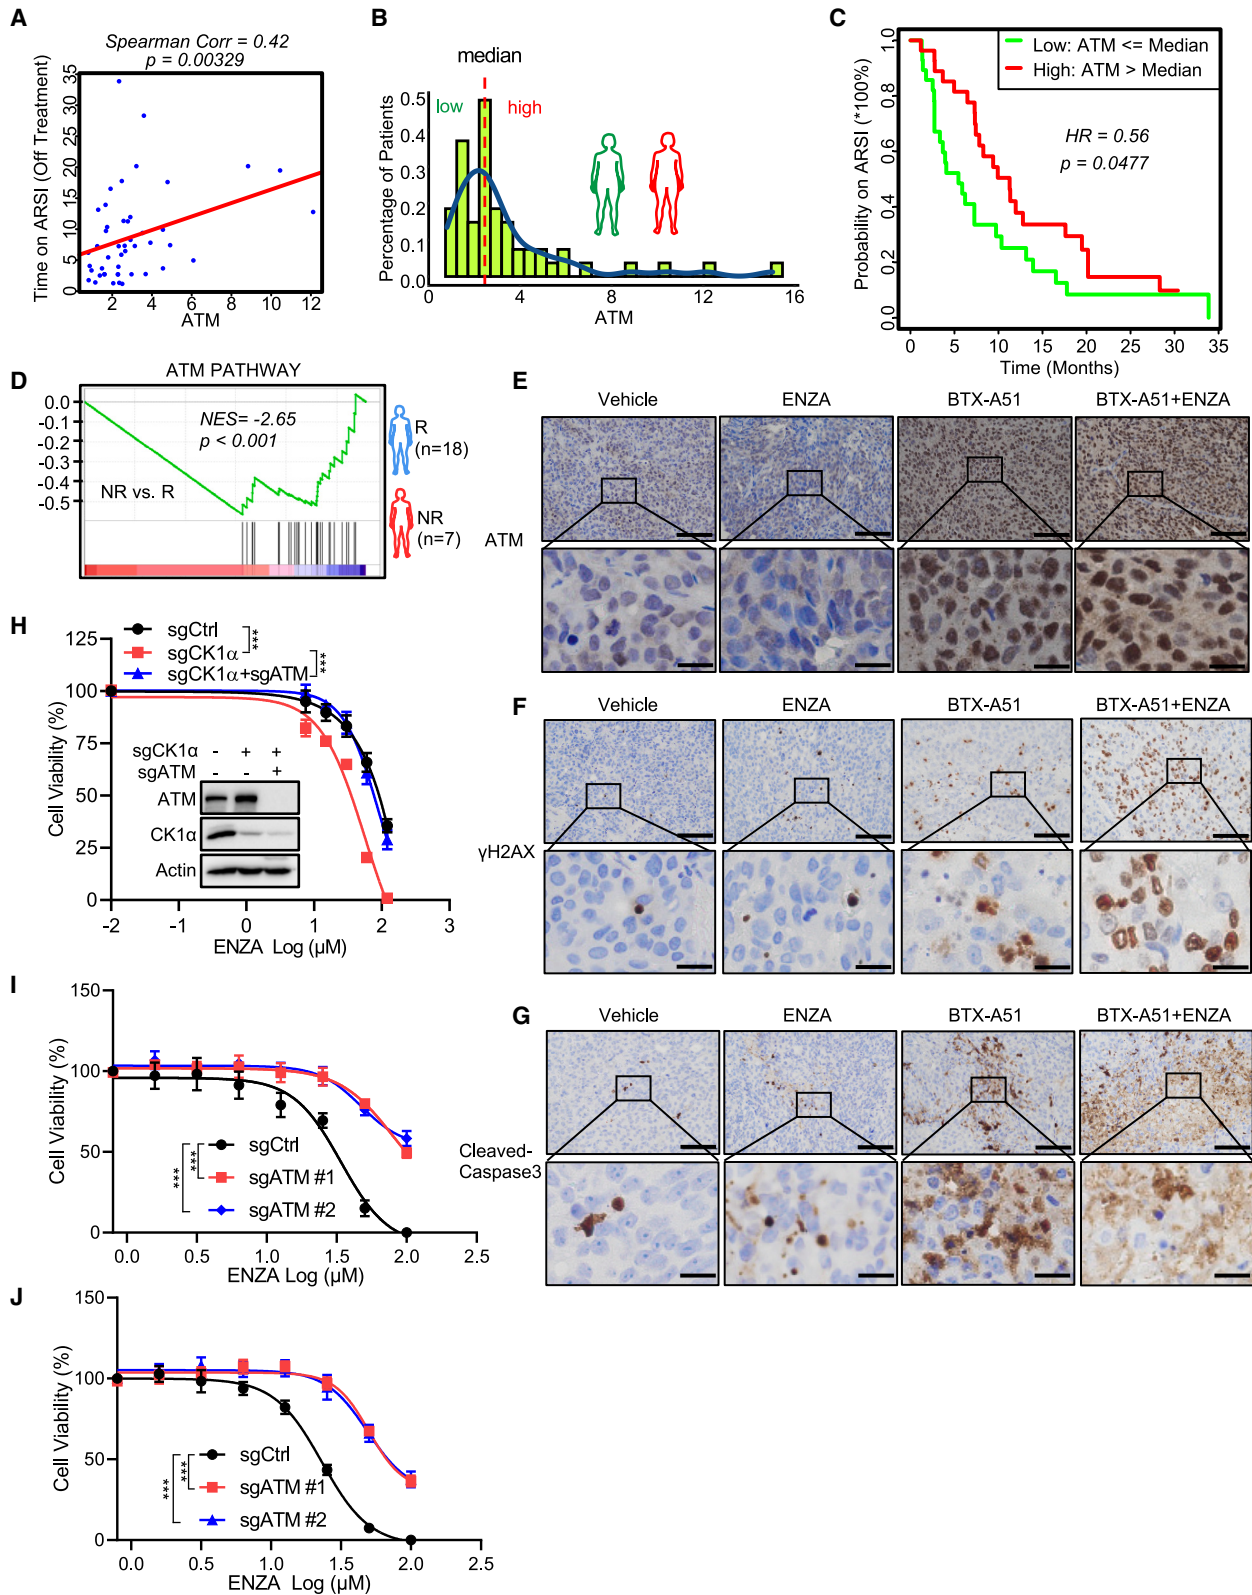 A
Spearman Corr = 0.42
p = 0.00329
Time on ARSI (Off Treatment)
0 5 10 15 20 25 30 35
0 2 4 6 8 10 12
ATM
B
median
low
high
Percentage of Patients
0.5
0.4
0.3
0.2
0.1
0.0
0 4 8 12 16
ATM
C
Low: ATM <= Median
High: ATM > Median
HR = 0.56
p = 0.0477
Probability on ARSI (*100%)
0.0 0.2 0.4 0.6 0.8 1.0
0 5 10 15 20 25 30 35
Time (Months)
D
ATM PATHWAY
NES= -2.65
p < 0.001
0.0
-0.1
-0.2
-0.3
-0.4
-0.5
NR vs. R
R
(n=18)
NR
(n=7)
E
Vehicle ENZA BTX-A51 BTX-A51+ENZA
ATM
F
Vehicle ENZA BTX-A51 BTX-A51+ENZA
γH2AX
G
Vehicle ENZA BTX-A51 BTX-A51+ENZA
Cleaved-
Caspase3
H
sgCtrl
sgCK1α
sgCK1α+sgATM
***
***
Cell Viability (%)
125
100
75
50
25
0
sgCK1α - + +
sgATM - - +
ATM
CK1α
Actin
-2 -1 0 1 2 3
ENZA Log (µM)
I
Cell Viability (%)
150
100
50
0
***
***
sgCtrl
sgATM #1
sgATM #2
0.0 0.5 1.0 1.5 2.0 2.5
ENZA Log (µM)
J
Cell Viability (%)
150
100
50
0
***
***
sgCtrl
sgATM #1
sgATM #2
0.0 0.5 1.0 1.5 2.0 2.5
ENZA Log (µM)